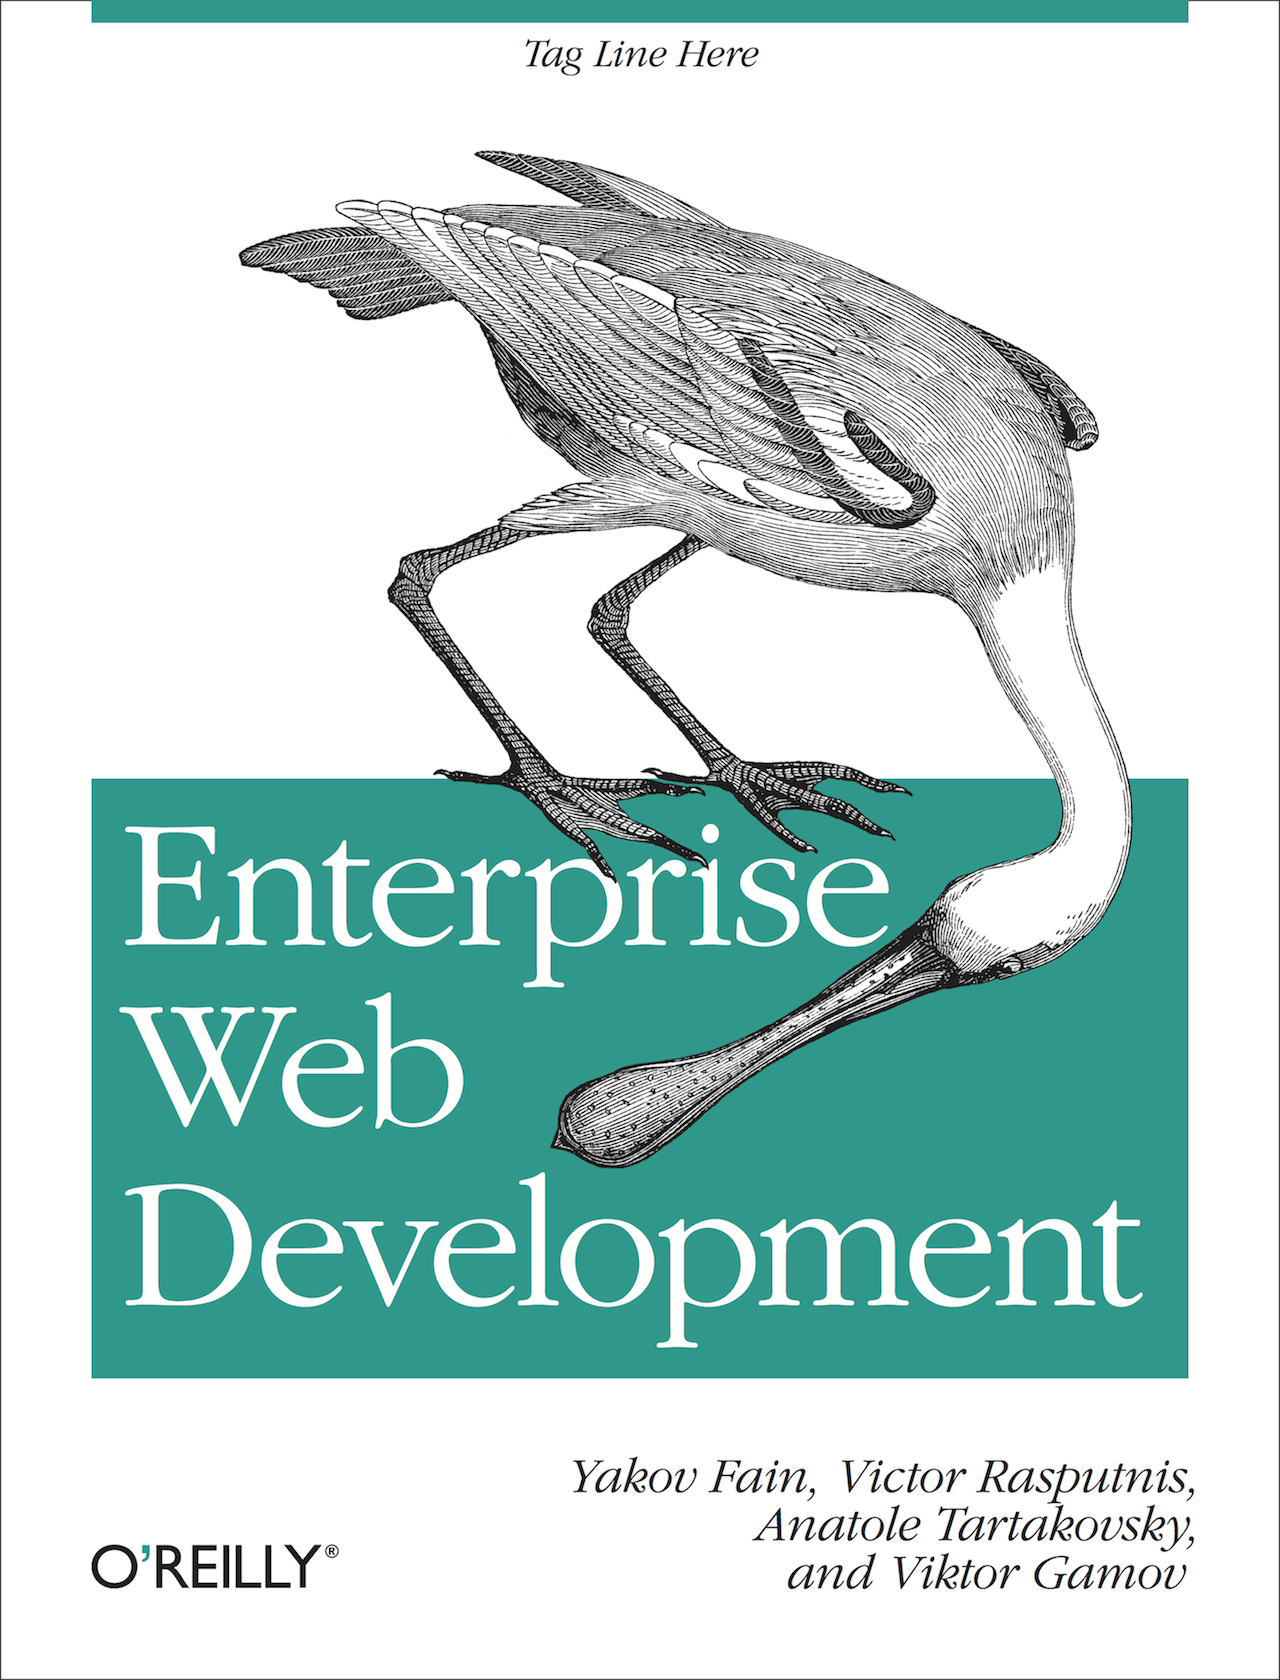 Tag Line Here
Enterprise
Web
Development
Yakov Fain, Victor Rasputnis,
Anatole Tartakovsky,
and Viktor Gamov
O'REILLY®